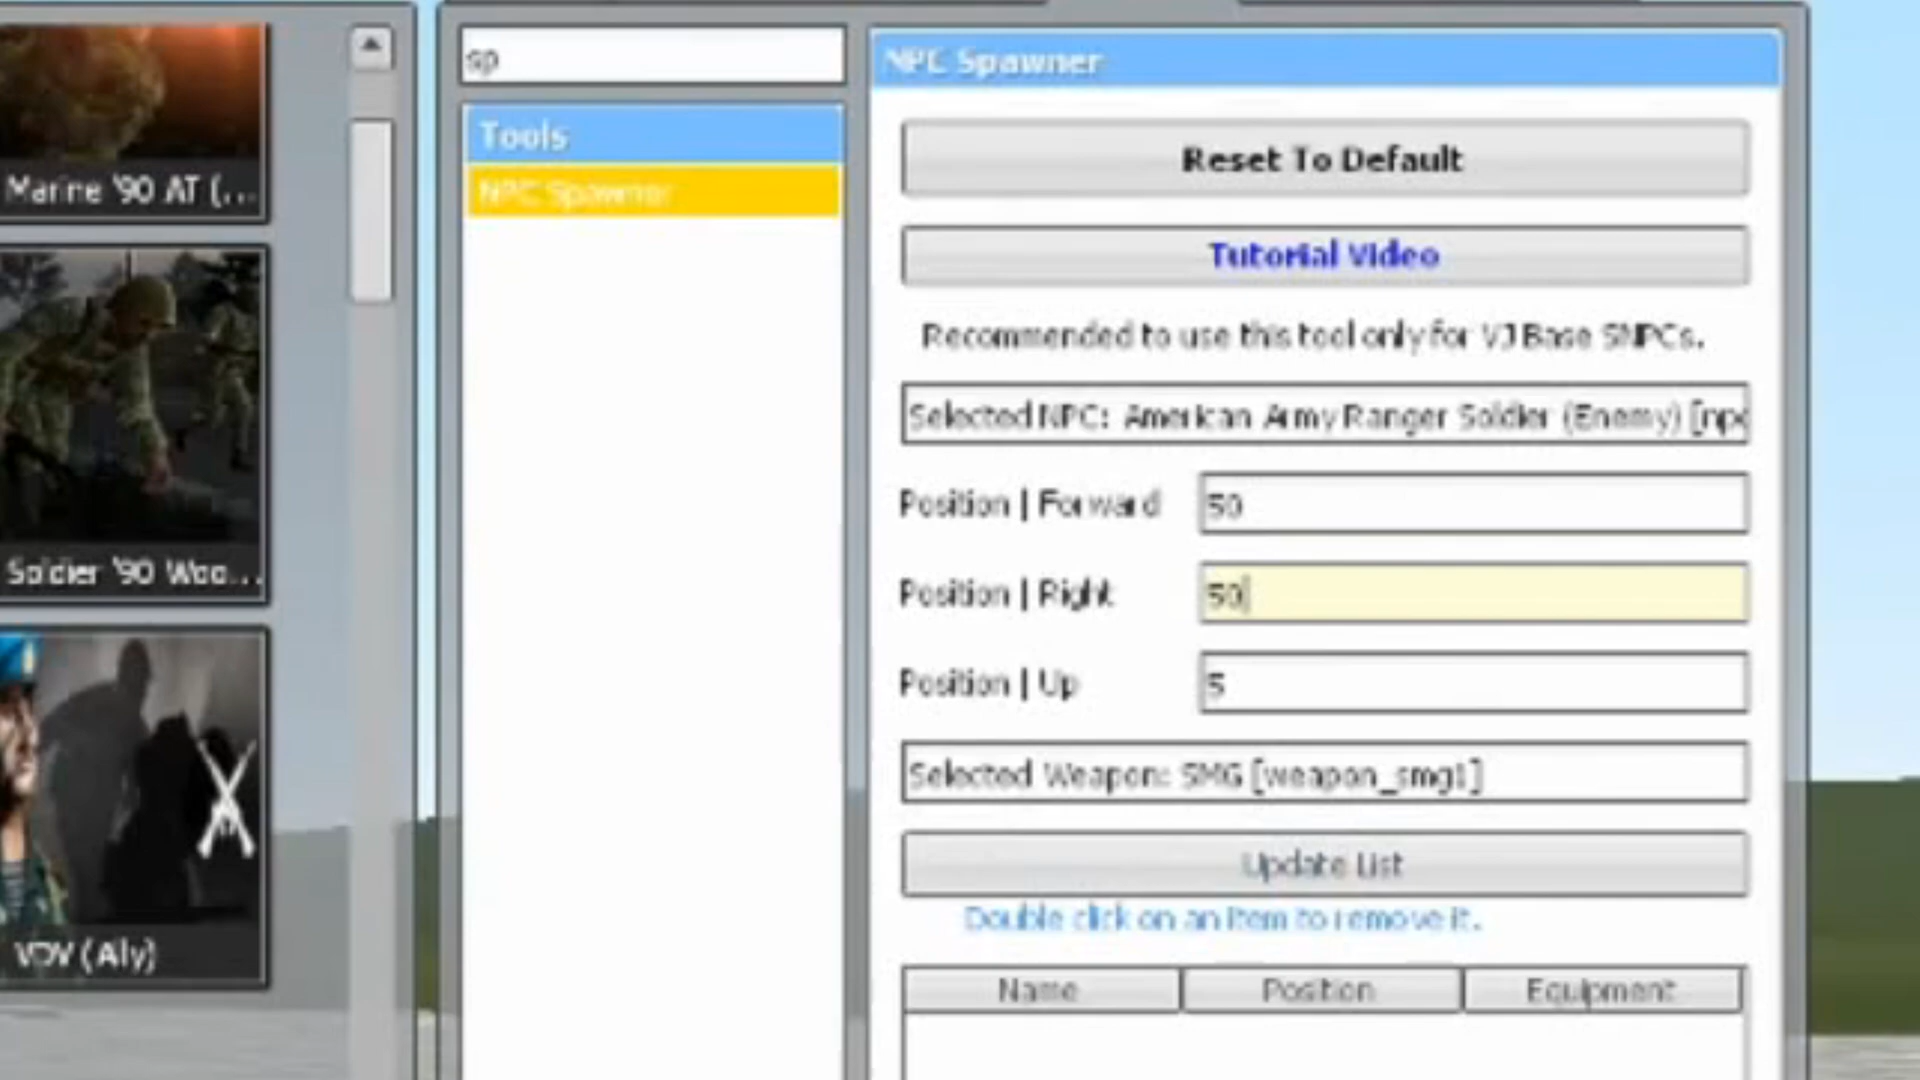 Marine '90 AT (...
Soldier '90 Woo...
VDV (Aly)
sp
Tools
NPC Spawner
NPC Spawner
Reset To Default
Tutorial Video
Recommended to use this tool only for VJ Base SNPCs.
Selected NPC: American Army Ranger Soldier (Enemy) [npc
Position | Forward 50
Position | Right 50
Position | Up 5
Selected Weapon: SMG [weapon_smg1]
Update List
Double click on an item to remove it.
Name Position Equipment